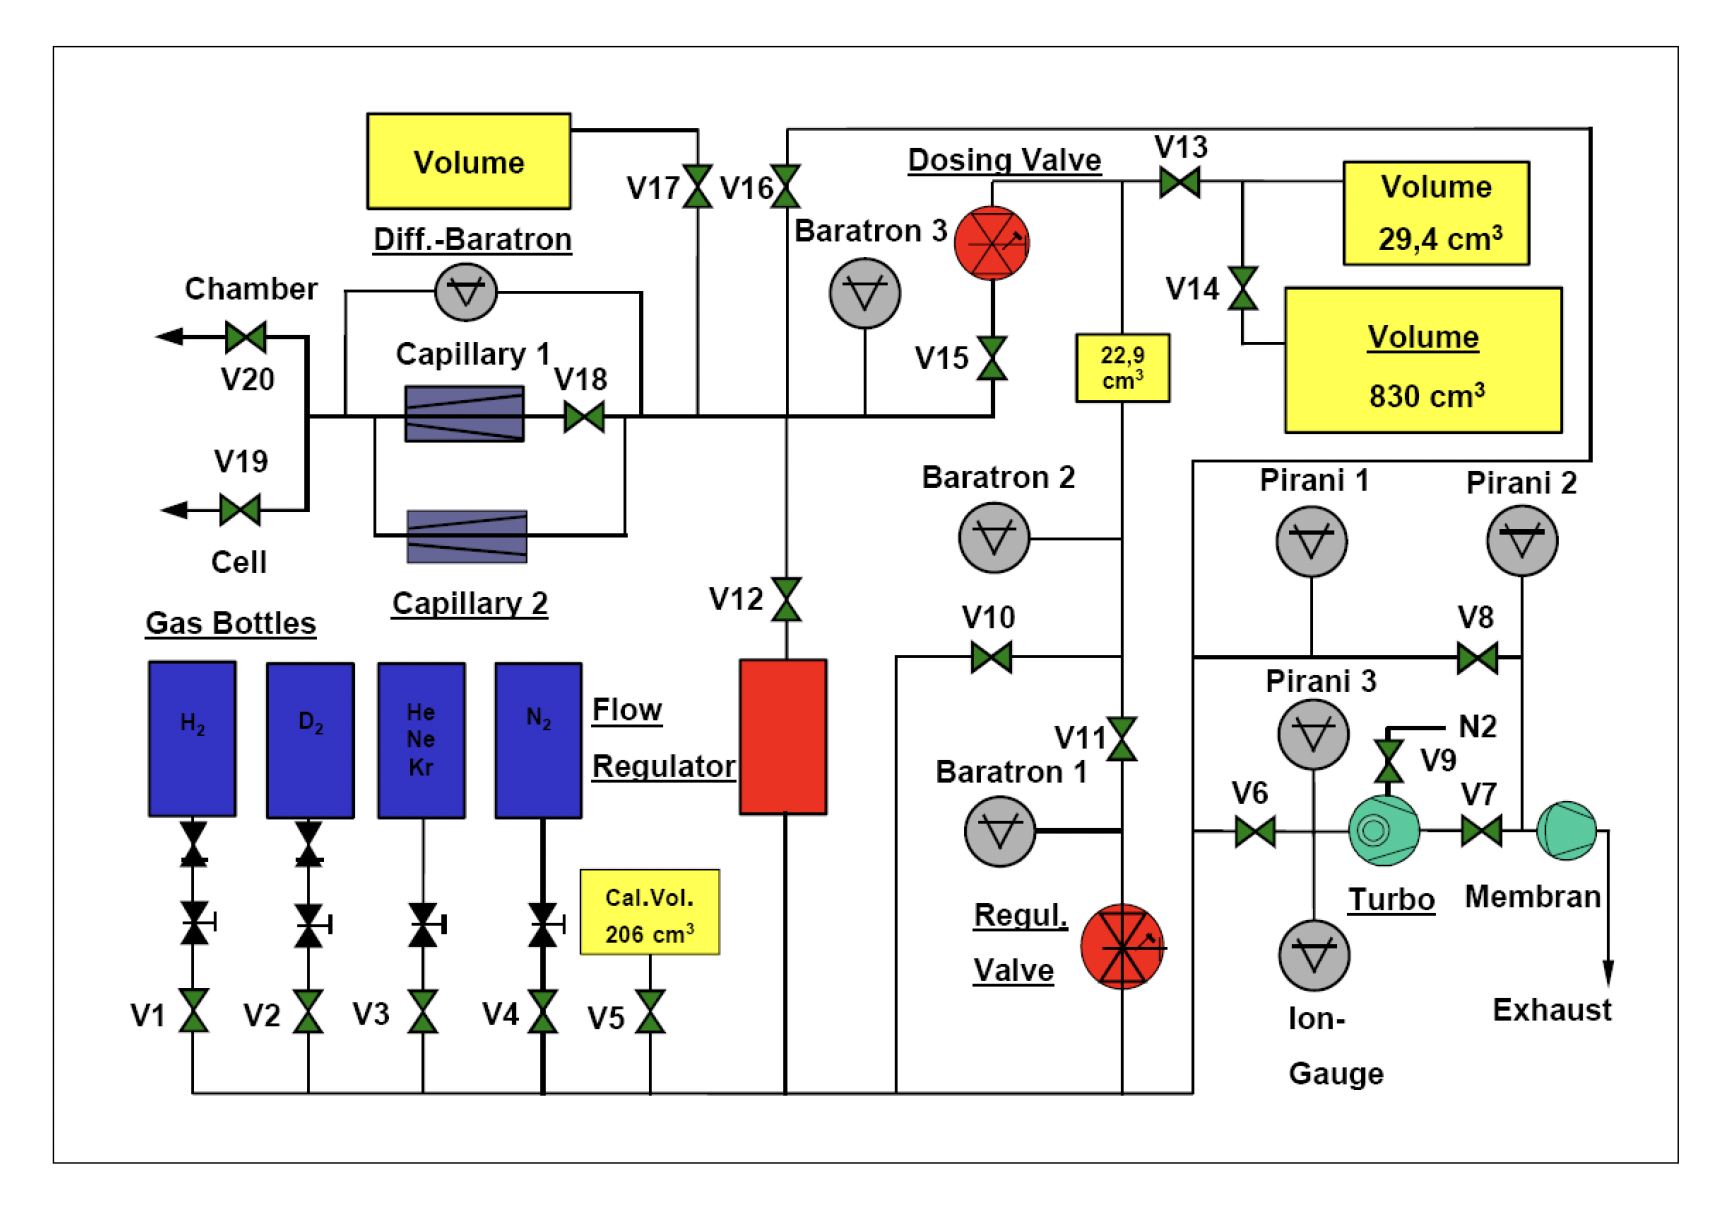 Volume
V17
V16
Dosing Valve
V13
Volume
29,4 cm³
Diff.-Baratron
Baratron 3
V14
Chamber
Capillary 1
V18
V15
22,9
cm³
Volume
830 cm³
V20
V19
Cell
Baratron 2
Pirani 1
Pirani 2
Capillary 2
V12
V10
V8
Gas Bottles
H₂
D₂
He
Ne
Kr
N₂
Flow
Regulator
V11
Baratron 1
Pirani 3
N2
V9
V6
V7
Cal.Vol.
206 cm³
Regul.
Valve
Turbo
Membran
V1
V2
V3
V4
V5
Ion-
Gauge
Exhaust